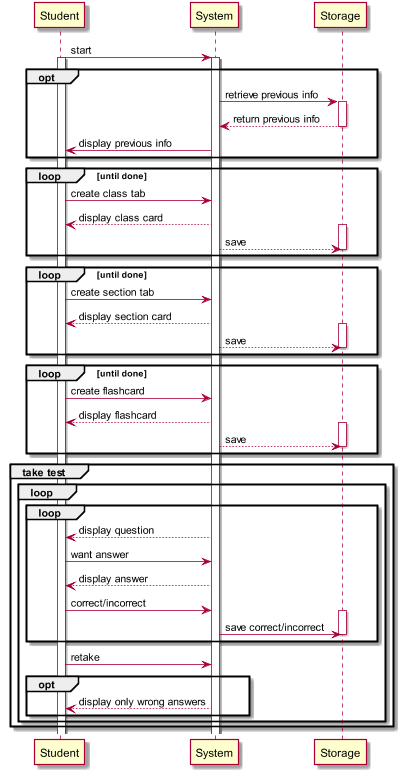 Student System Storage
start
opt
retrieve previous info
return previous info
display previous info
loop [until done]
create class tab
display class card
save
loop [until done]
create section tab
display section card
save
loop [until done]
create flashcard
display flashcard
save
take test
loop
loop
display question
want answer
display answer
correct/incorrect
save correct/incorrect
retake
opt
display only wrong answers
Student System Storage